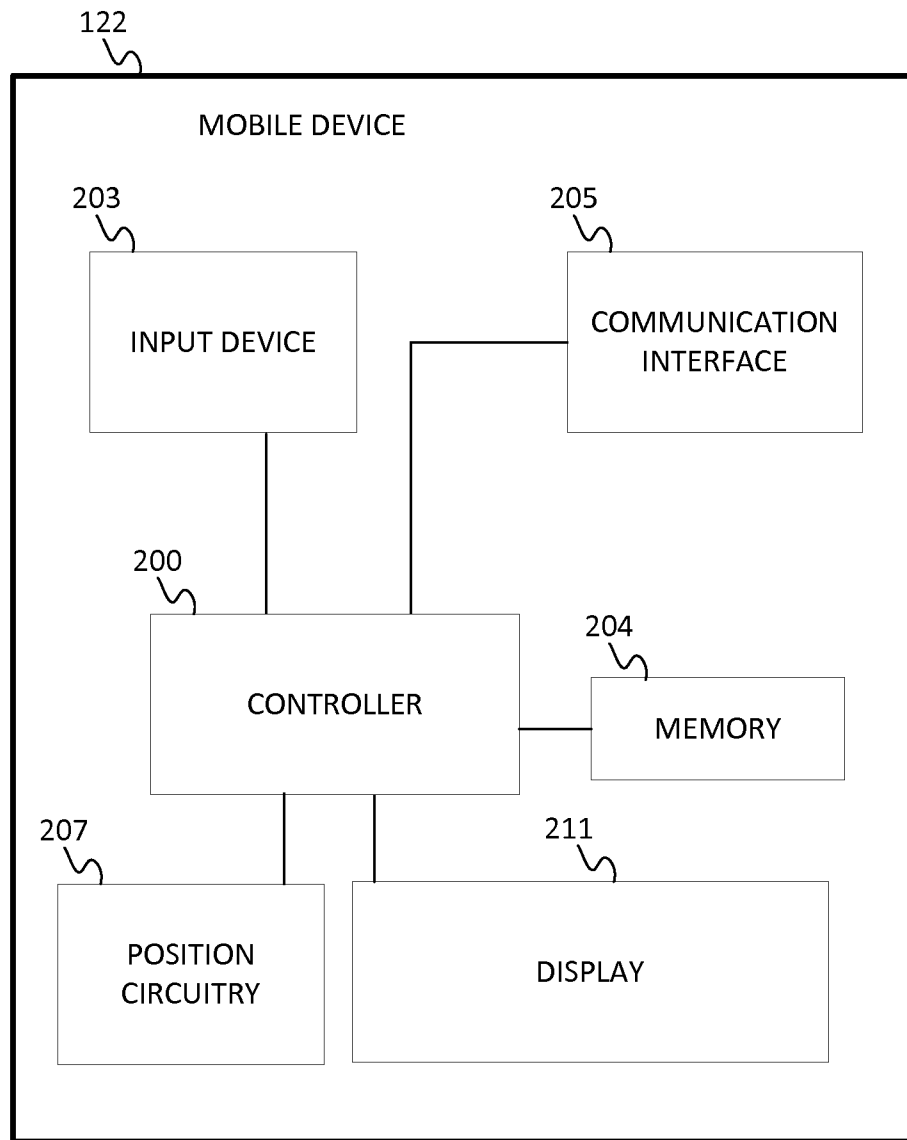 122
MOBILE DEVICE
203
205
INPUT DEVICE
COMMUNICATION
INTERFACE
200
204
CONTROLLER
MEMORY
207
211
POSITION
CIRCUITRY
DISPLAY